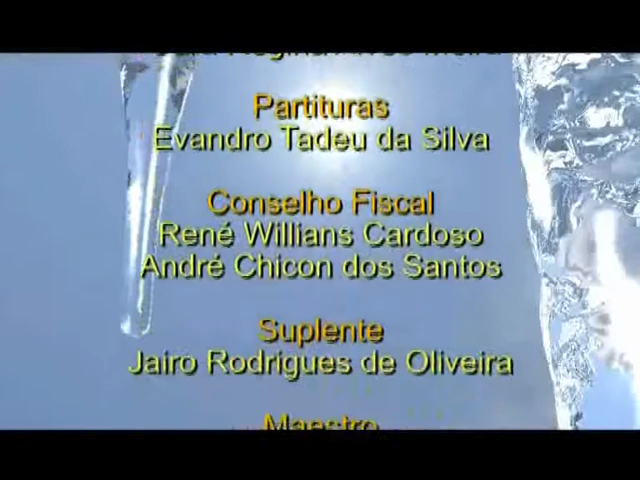 Partituras
Evandro Tadeu da Silva
Conselho Fiscal
René Willians Cardoso
André Chicon dos Santos
Suplente
Jairo Rodrigues de Oliveira
Maestro